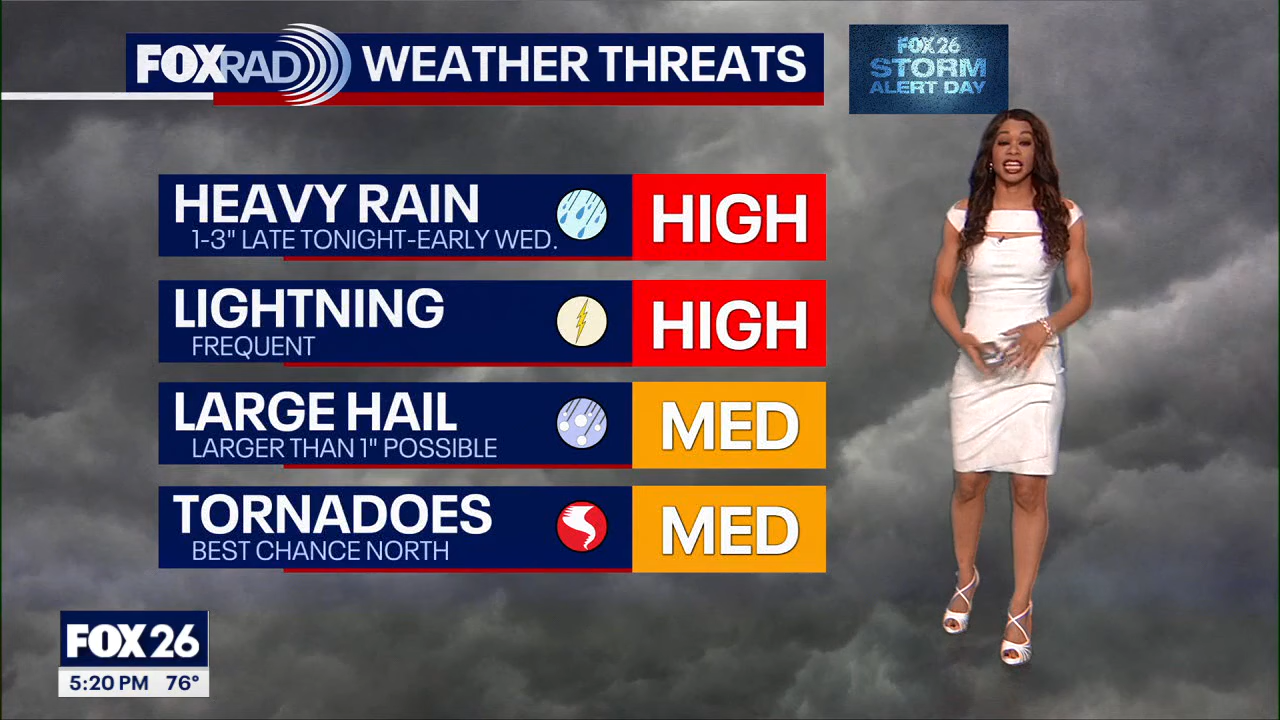 FOXRAD WEATHER THREATS
FOX 26
STORM
ALERT DAY
HEAVY RAIN
1-3" LATE TONIGHT-EARLY WED.
HIGH
LIGHTNING
FREQUENT
HIGH
LARGE HAIL
LARGER THAN 1" POSSIBLE
MED
TORNADOES
BEST CHANCE NORTH
MED
FOX 26
5:20 PM 76°